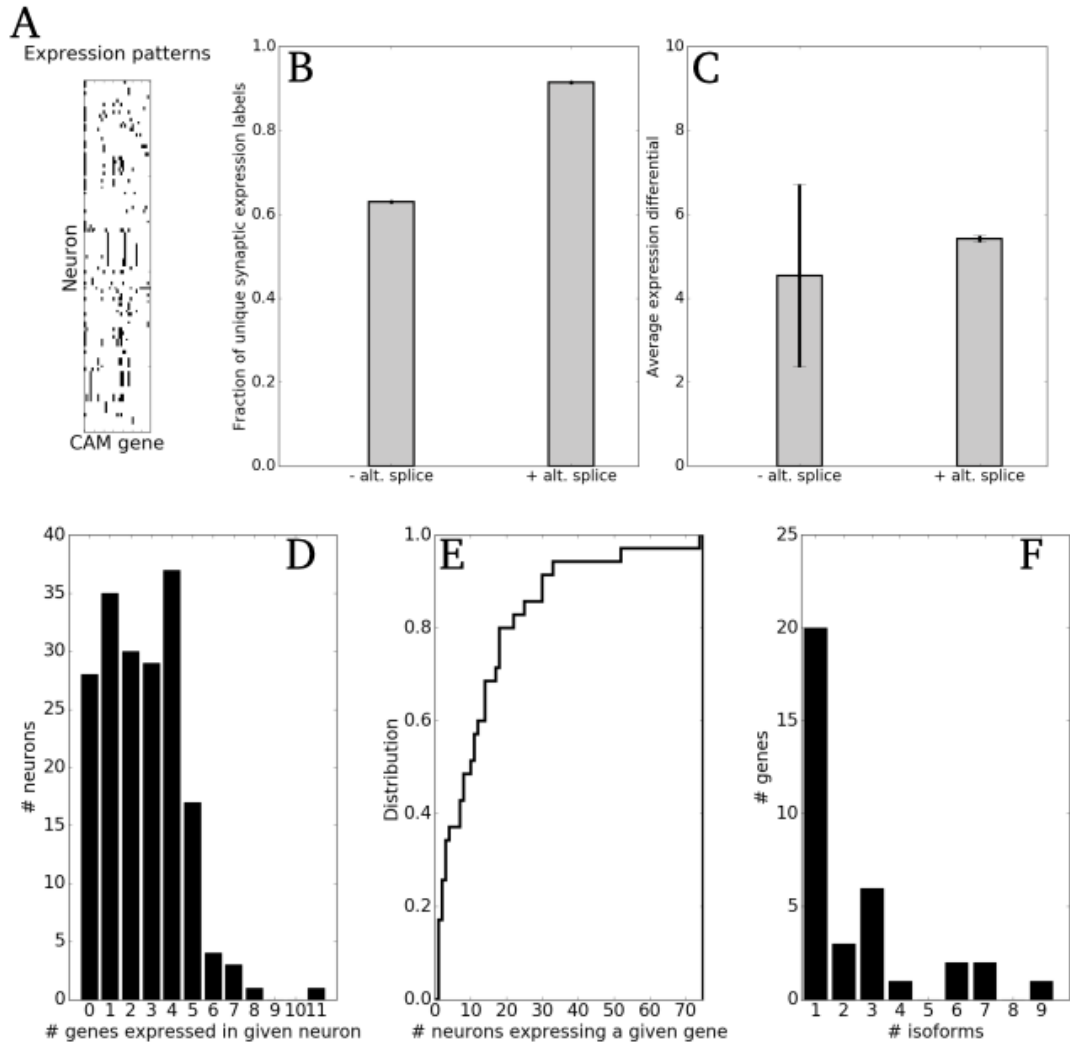 A
Expression patterns
Neuron
CAM gene
B
Fraction of unique synaptic expression labels
1.0
0.8
0.6
0.4
0.2
0.0
- alt. splice
+ alt. splice
C
Average expression differential
10
8
6
4
2
0
- alt. splice
+ alt. splice
D
# neurons
40
35
30
25
20
15
10
5
0
0 1 2 3 4 5 6 7 8 9 10 11
# genes expressed in given neuron
E
Distribution
1.0
0.8
0.6
0.4
0.2
0.0
0 10 20 30 40 50 60 70
# neurons expressing a given gene
F
# genes
25
20
15
10
5
0
1 2 3 4 5 6 7 8 9
# isoforms